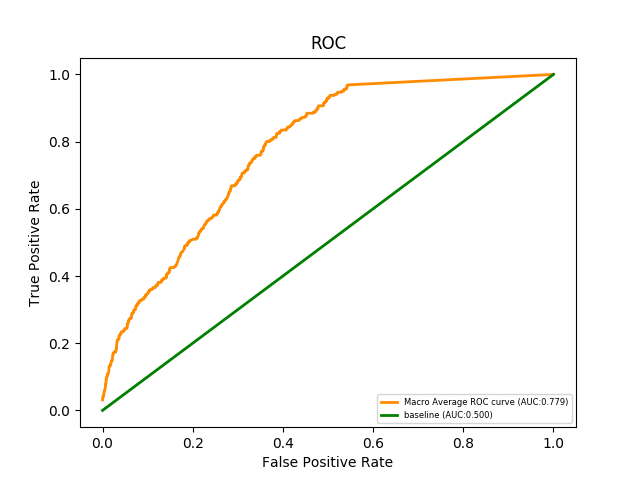 ROC
True Positive Rate
1.0
0.8
0.6
0.4
0.2
0.0
0.0 0.2 0.4 0.6 0.8 1.0
False Positive Rate
Macro Average ROC curve (AUC:0.779)
baseline (AUC:0.500)